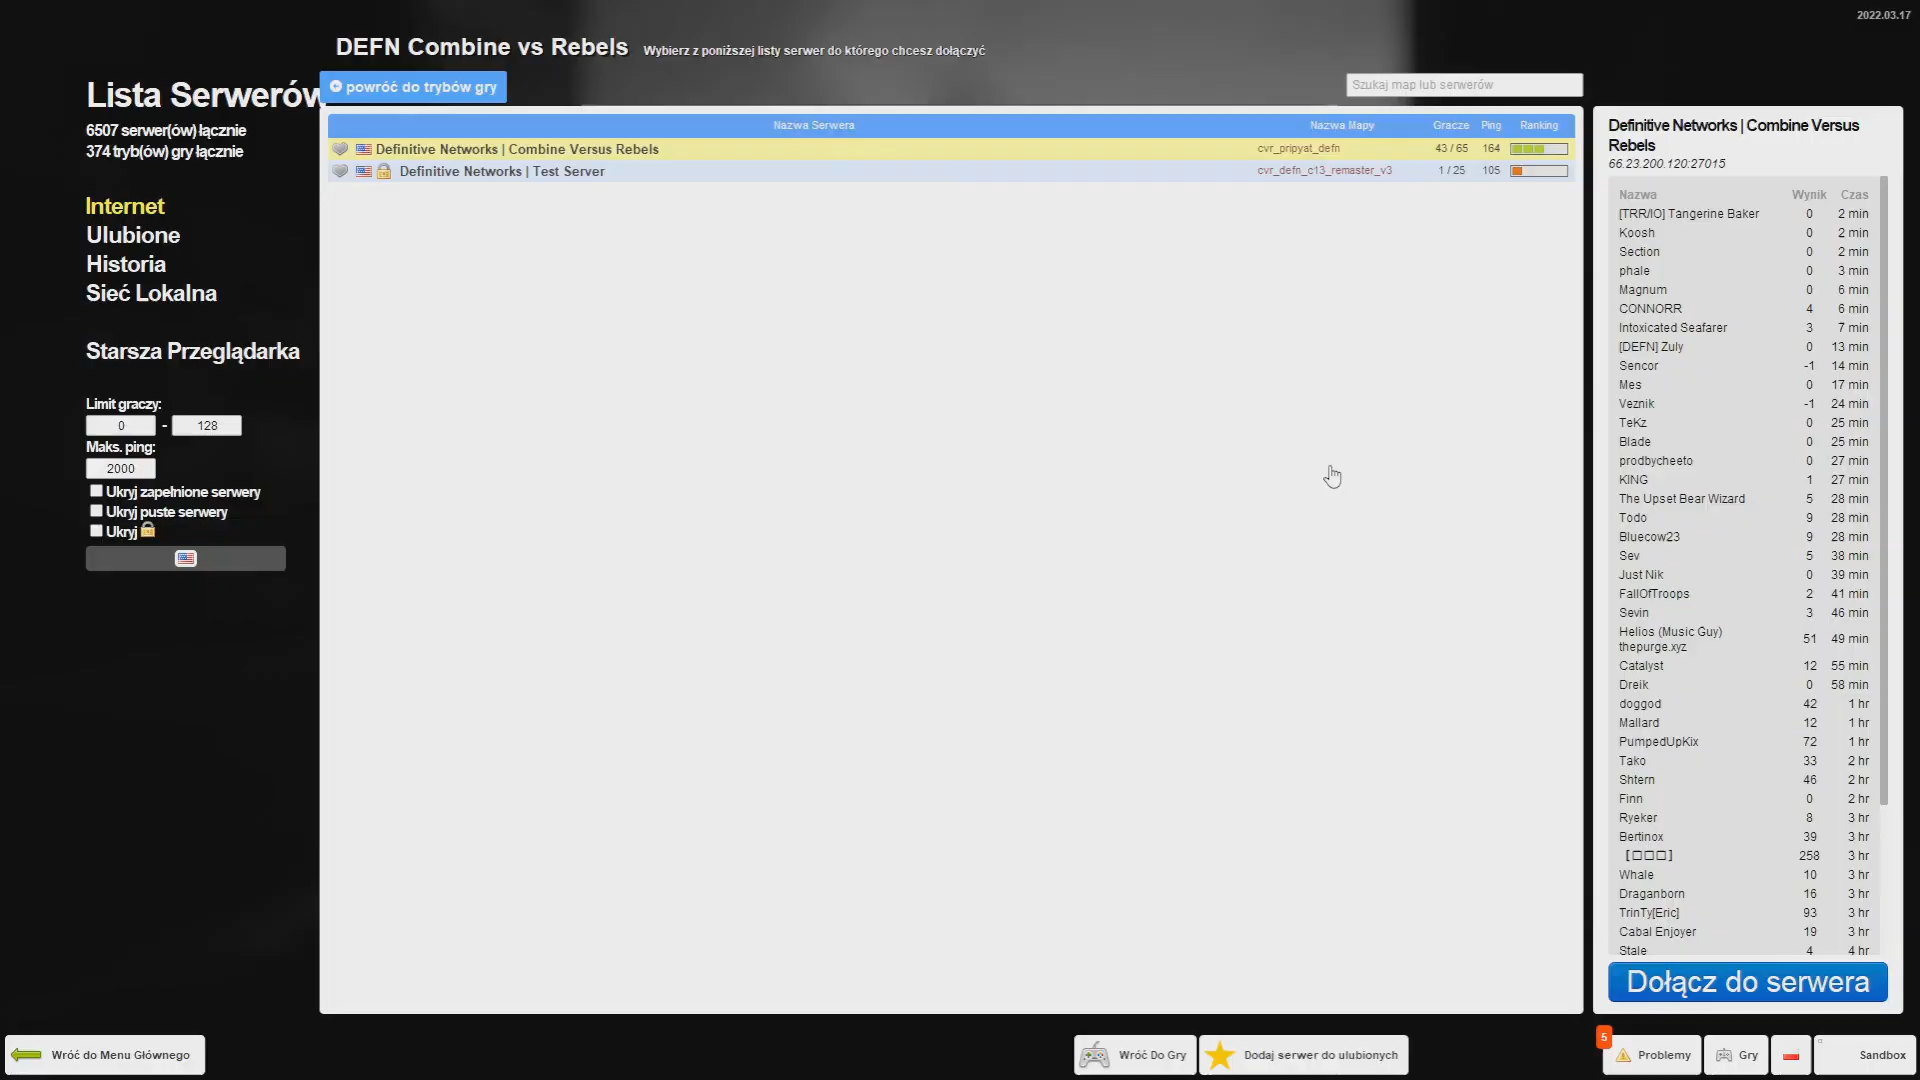 2022.03.17
DEFN Combine vs Rebels Wybierz z poniższej listy serwer do którego chcesz dołączyć
Lista Serwerów
6507 serwer(ów) łącznie
374 tryb(ów) gry łącznie
Internet
Ulubione
Historia
Sieć Lokalna
Starsza Przeglądarka
Limit graczy:
0 - 128
Maks. ping:
2000
Ukryj zapełnione serwery
Ukryj puste serwery
Ukryj
powróć do trybów gry
Szukaj map lub serwerów
Nazwa Serwera Nazwa Mapy Gracze Ping Ranking
Definitive Networks | Combine Versus Rebels cvr_pripyat_defn 43 / 65 164
Definitive Networks | Test Server cvr_defn_c13_remaster_v3 1 / 25 105
Definitive Networks | Combine Versus
Rebels
66.23.200.120:27015
Nazwa Wynik Czas
[TRR/IO] Tangerine Baker 0 2 min
Koosh 0 2 min
Section 0 2 min
phale 0 3 min
Magnum 0 6 min
CONNORR 4 6 min
Intoxicated Seafarer 3 7 min
[DEFN] Zuly 0 13 min
Sencor -1 14 min
Mes 0 17 min
Veznik -1 24 min
TeKz 0 25 min
Blade 0 25 min
prodbycheeto 0 27 min
KING 1 27 min
The Upset Bear Wizard 5 28 min
Todo 9 28 min
Bluecow23 9 28 min
Sev 5 38 min
Just Nik 0 39 min
FallOfTroops 2 41 min
Sevin 3 46 min
Helios (Music Guy)
thepurge.xyz 51 49 min
Catalyst 12 55 min
Dreik 0 58 min
doggod 42 1 hr
Mallard 12 1 hr
PumpedUpKix 72 1 hr
Tako 33 2 hr
Shtern 46 2 hr
Finn 0 2 hr
Ryeker 8 3 hr
Bertinox 39 3 hr
[□□□] 258 3 hr
Whale 10 3 hr
Draganborn 16 3 hr
TrinTy[Eric] 93 3 hr
Cabal Enjoyer 19 3 hr
Stale 4 4 hr
Dołącz do serwera
Wróć do Menu Głównego
Wróć Do Gry
Dodaj serwer do ulubionych
5
Problemy
Gry
Sandbox